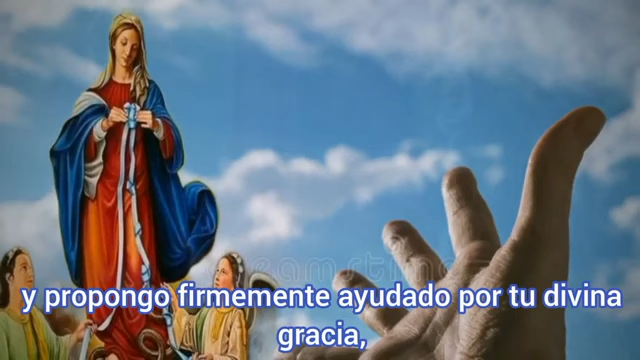 y propongo firmemente ayudado por tu divina
gracia,